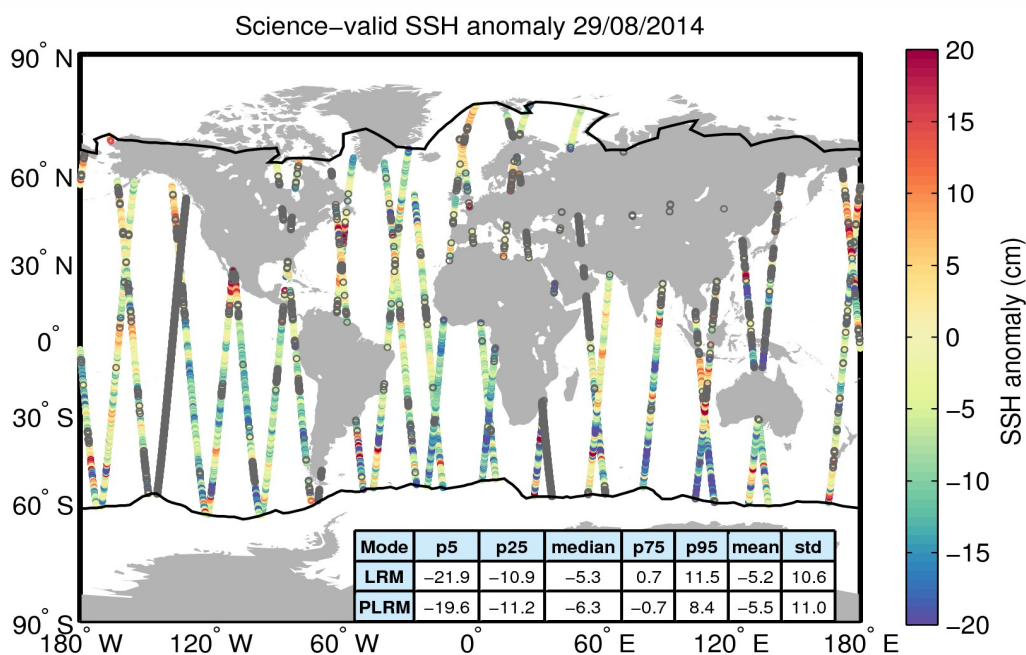 Science−valid SSH anomaly 29/08/2014
90° N
60° N
30° N
0°
30° S
60° S
90° S
180° W
120° W
60° W
0°
60° E
120° E
180° E
20
15
10
5
0
−5
−10
−15
−20
SSH anomaly (cm)
Mode p5 p25 median p75 p95 mean std
LRM −21.9 −10.9 −5.3 0.7 11.5 −5.2 10.6
PLRM −19.6 −11.2 −6.3 −0.7 8.4 −5.5 11.0